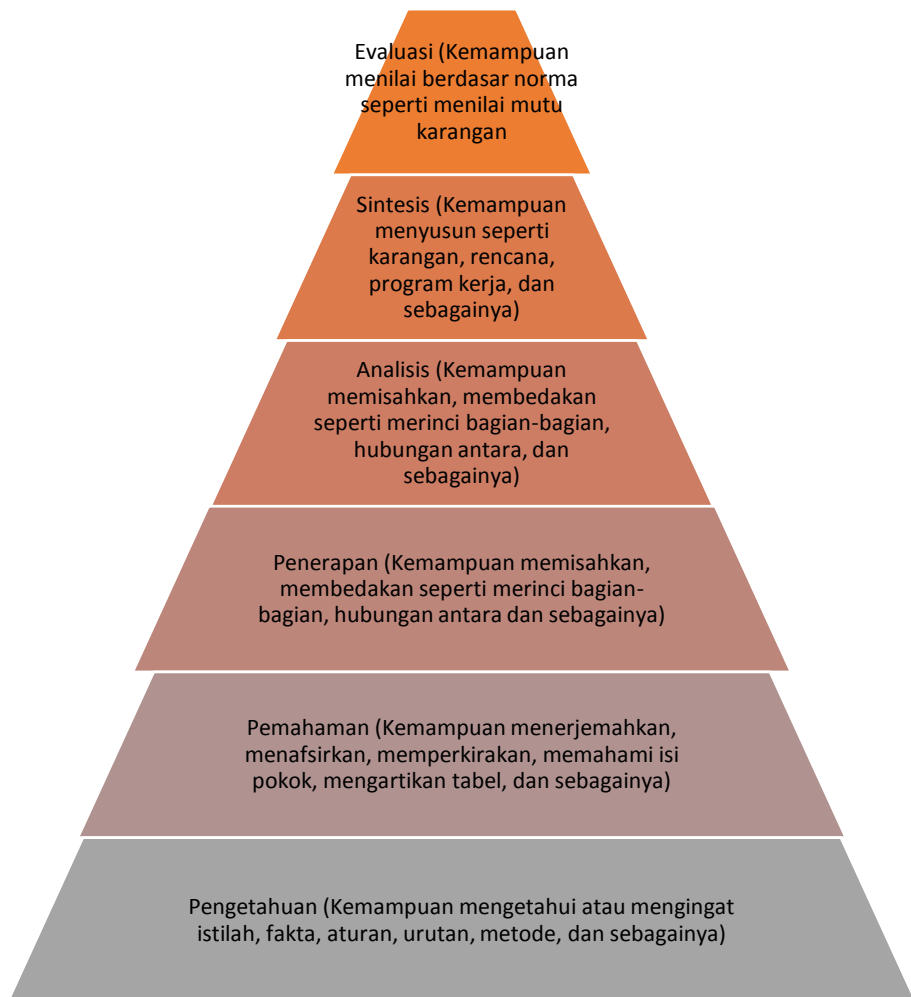 Evaluasi (Kemampuan
menilai berdasar norma
seperti menilai mutu
karangan
Sintesis (Kemampuan
menyusun seperti
karangan, rencana,
program kerja, dan
sebagainya)
Analisis (Kemampuan
memisahkan, membedakan
seperti merinci bagian-bagian,
hubungan antara, dan
sebagainya)
Penerapan (Kemampuan memisahkan,
membedakan seperti merinci bagian-
bagian, hubungan antara dan sebagainya)
Pemahaman (Kemampuan menerjemahkan,
menafsirkan, memperkirakan, memahami isi
pokok, mengartikan tabel, dan sebagainya)
Pengetahuan (Kemampuan mengetahui atau mengingat
istilah, fakta, aturan, urutan, metode, dan sebagainya)